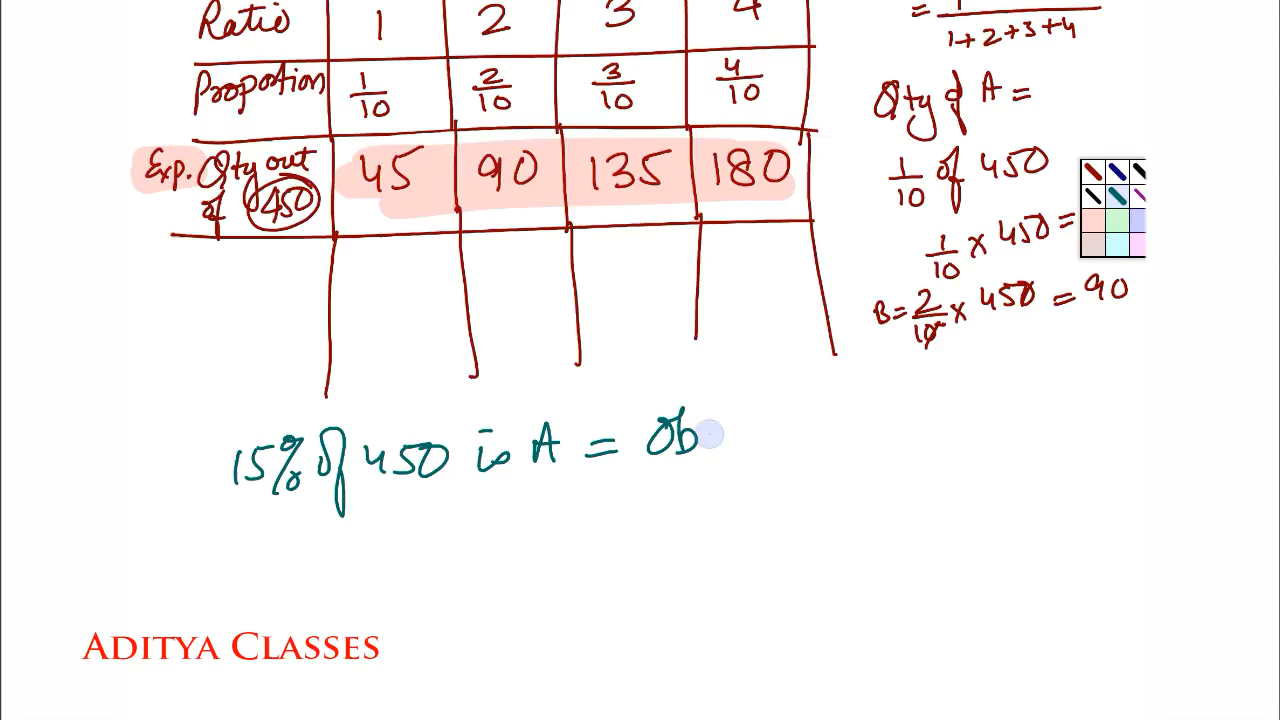 Ratio 1 2 3 4
Proportion 1/10 2/10 3/10 4/10
Exp. Qty out of 450 45 90 135 180
=
1+2+3+4
Qty of A =
1/10 of 450
1/10 × 450 =
B = 2/10 × 450 = 90
15% of 450 is A = Ob
ADITYA CLASSES